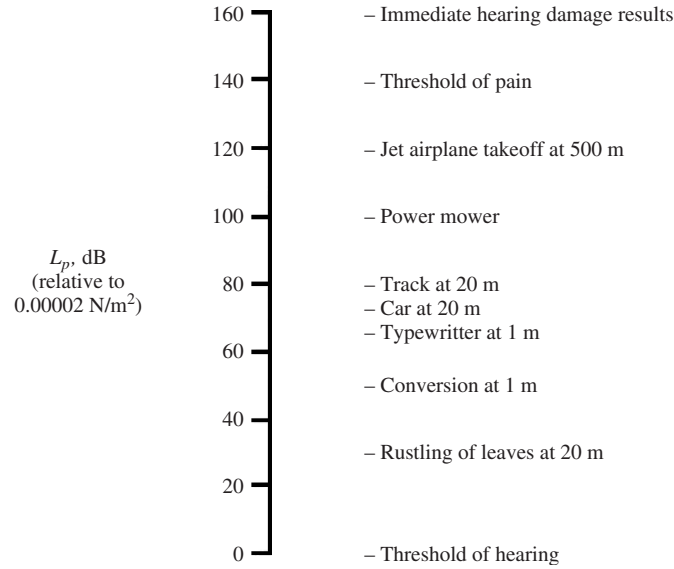 160 – Immediate hearing damage results
140 – Threshold of pain
120 – Jet airplane takeoff at 500 m
100 – Power mower
L_p, dB
(relative to
0.00002 N/m²)
80 – Track at 20 m
– Car at 20 m
– Typewritter at 1 m
60
– Conversion at 1 m
40
– Rustling of leaves at 20 m
20
0 – Threshold of hearing